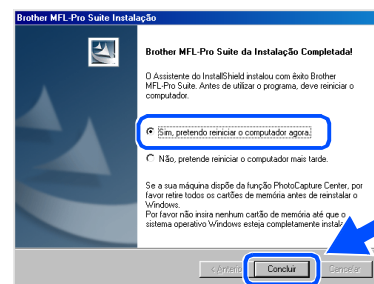 Brother MFL-Pro Suite Instalação
Brother MFL-Pro Suite da Instalação Completada!
O Assistente do InstallShield instalou com êxito Brother
MFL-Pro Suite. Antes de utilizar o programa, deve reiniciar o
computador.
Sim, pretendo reiniciar o computador agora.
Não, pretende reiniciar o computador mais tarde.
Se a sua máquina dispõe da função PhotoCapture Center, por
favor retire todos os cartões de memória antes de reinstalar o
Windows.
Por favor não insira nenhum cartão de memória até que o
sistema operativo Windows esteja completamente
Concluir
Cancelar